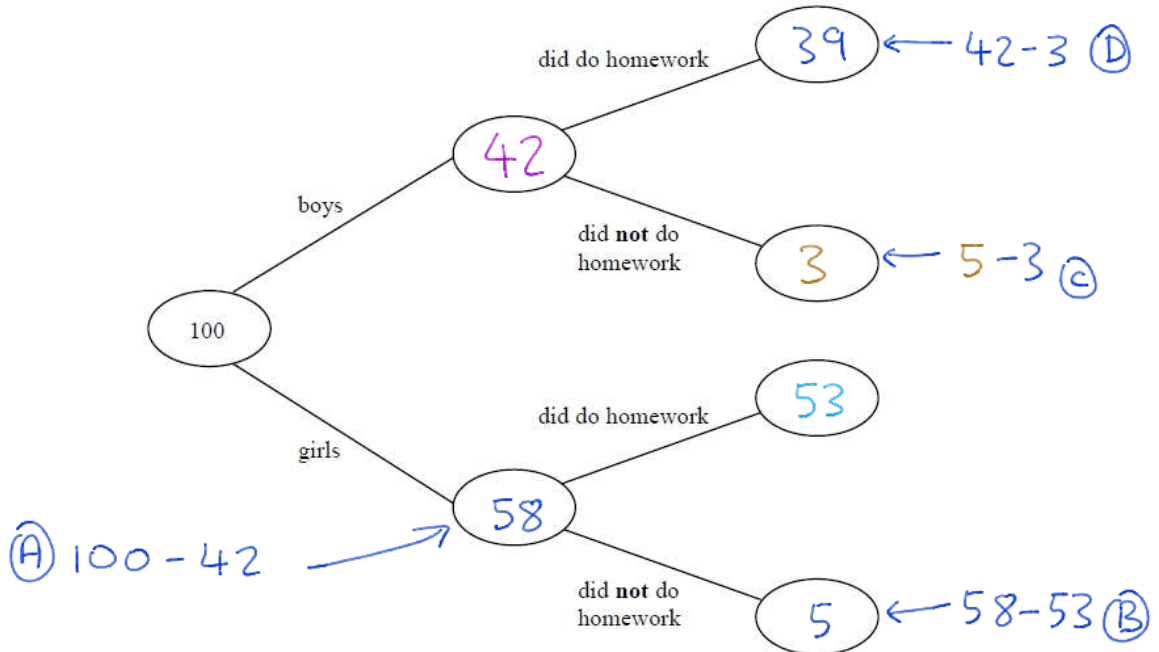 did do homework
39
← 42-3 Ⓓ
42
boys
did not do
homework
3
← 5-3 Ⓒ
100
did do homework
53
girls
58
Ⓐ 100-42
did not do
homework
5
← 58-53 Ⓑ